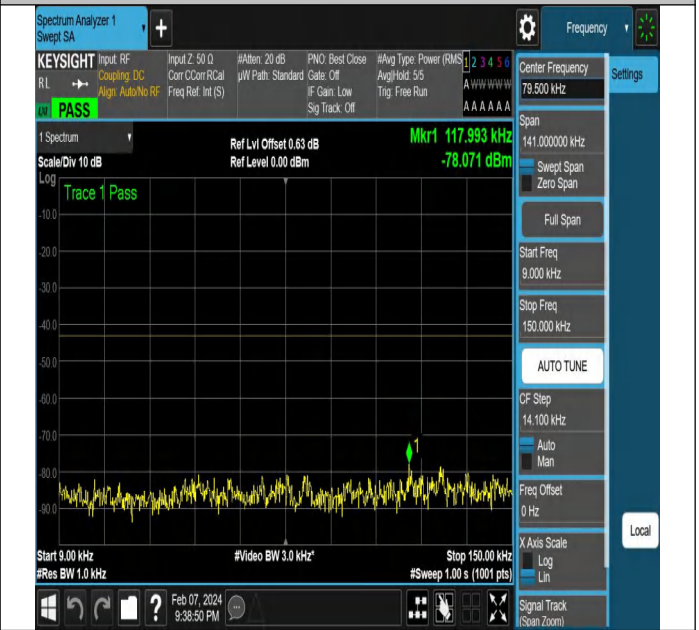 Spectrum Analyzer 1
Swept SA
+
Frequency
KEYSIGHT
RL
PASS
Input: RF
Coupling: DC
Align: Auto/No RF
Input Z: 50 Ω
Corr CCorr RCal
Freq Ref: Int (S)
#Atten: 20 dB
µW Path: Standard
PNO: Best Close
Gate: Off
IF Gain: Low
Sig Track: Off
#Avg Type: Power (RMS
Avg|Hold: 5/5
Trig: Free Run
1 2 3 4 5 6
A W W W W W
A A A A A A
Settings
Center Frequency
79.500 kHz
Span
141.000000 kHz
Swept Span
Zero Span
Full Span
Start Freq
9.000 kHz
Stop Freq
150.000 kHz
AUTO TUNE
CF Step
14.100 kHz
Auto
Man
Freq Offset
0 Hz
X Axis Scale
Log
Lin
Signal Track
(Span Zoom)
Local
1 Spectrum
Scale/Div 10 dB
Ref Lvl Offset 0.63 dB
Ref Level 0.00 dBm
Mkr1 117.993 kHz
-78.071 dBm
Log
Trace 1 Pass
-10.0
-20.0
-30.0
-40.0
-50.0
-60.0
-70.0
-80.0
-90.0
1
Start 9.00 kHz
#Res BW 1.0 kHz
#Video BW 3.0 kHz*
Stop 150.00 kHz
#Sweep 1.00 s (1001 pts)
?
Feb 07, 2024
9:38:50 PM